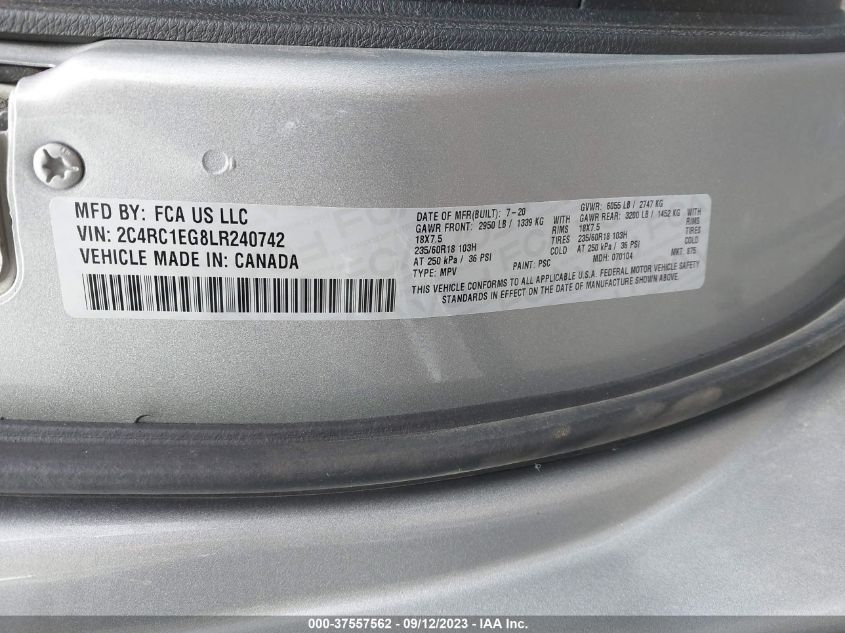 MFD BY: FCA US LLC
VIN: 2C4RC1EG8LR240742
VEHICLE MADE IN: CANADA
DATE OF MFR(BUILT): 7-20
GAWR FRONT: 2950 LB / 1339 KG WITH
18X7.5 RIMS
235/60R18 103H TIRES
AT 250 kPa / 36 PSI COLD
TYPE: MPV PAINT: PSC
GVWR: 6055 LB / 2747 KG
GAWR REAR: 3200 LB / 1452 KG WITH
18X7.5 RIMS
235/60R18 103H TIRES
AT 250 kPa / 36 PSI COLD
MDH: 070104 MKT: 875
THIS VEHICLE CONFORMS TO ALL APPLICABLE U.S.A. FEDERAL MOTOR VEHICLE SAFETY
STANDARDS IN EFFECT ON THE DATE OF MANUFACTURE SHOWN ABOVE.
000-37557562 - 09/12/2023 - IAA Inc.